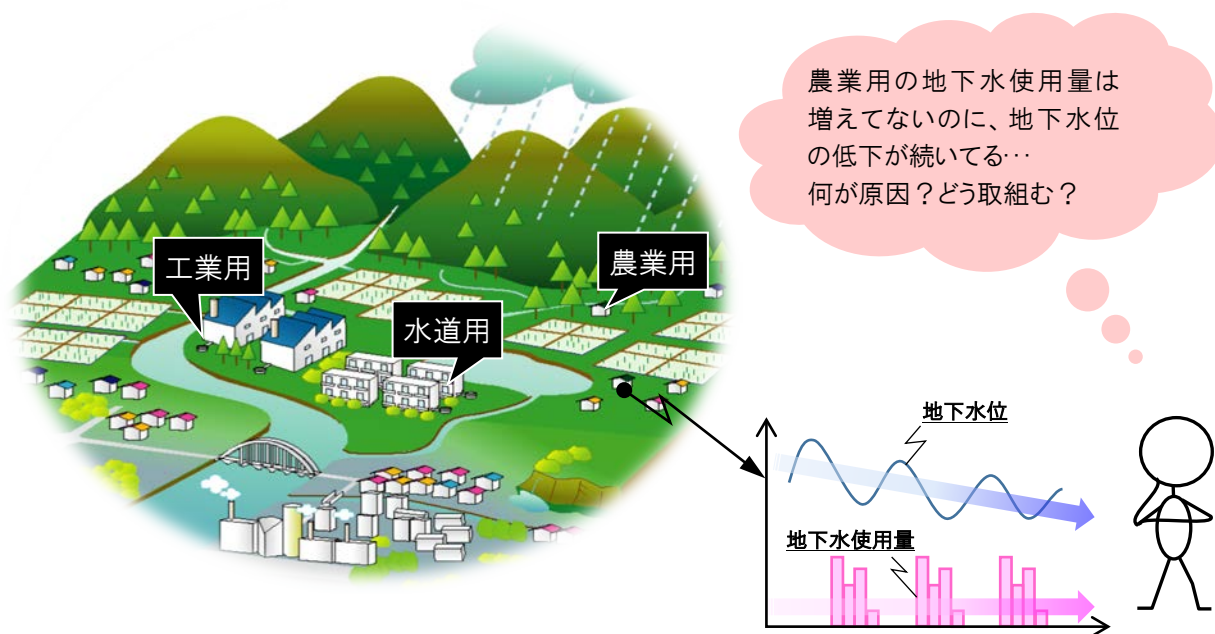 農業用の地下水使用量は
増えてないのに、地下水位
の低下が続いてる…
何が原因？どう取組む？
工業用
農業用
水道用
地下水位
地下水使用量